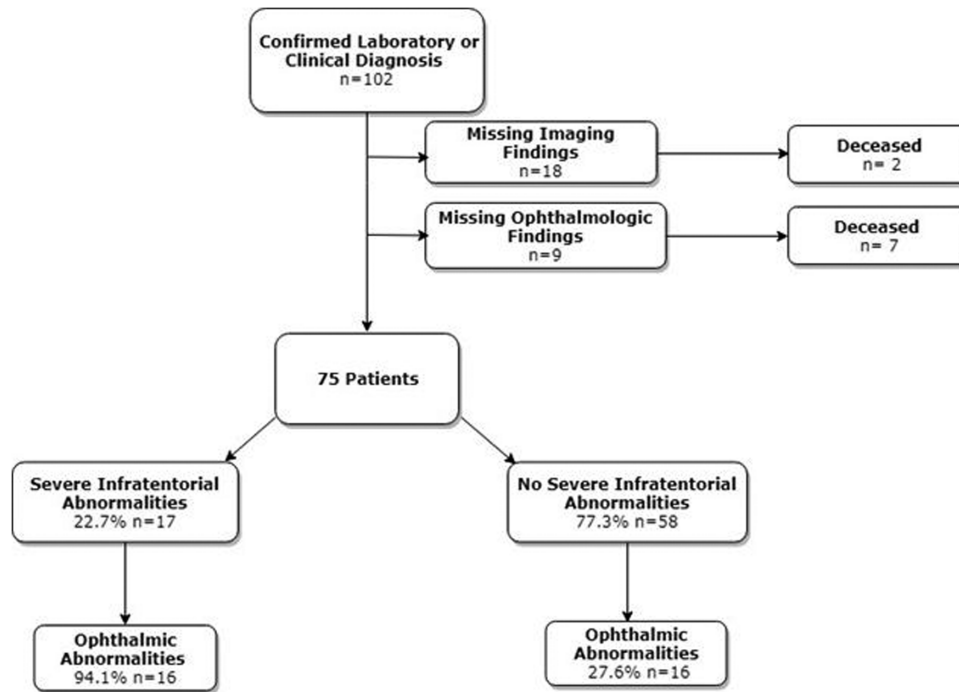 Confirmed Laboratory or
Clinical Diagnosis
n=102
Missing Imaging
Findings
n=18
Deceased
n= 2
Missing Ophthalmologic
Findings
n=9
Deceased
n= 7
75 Patients
Severe Infratentorial
Abnormalities
22.7% n=17
No Severe Infratentorial
Abnormalities
77.3% n=58
Ophthalmic
Abnormalities
94.1% n=16
Ophthalmic
Abnormalities
27.6% n=16